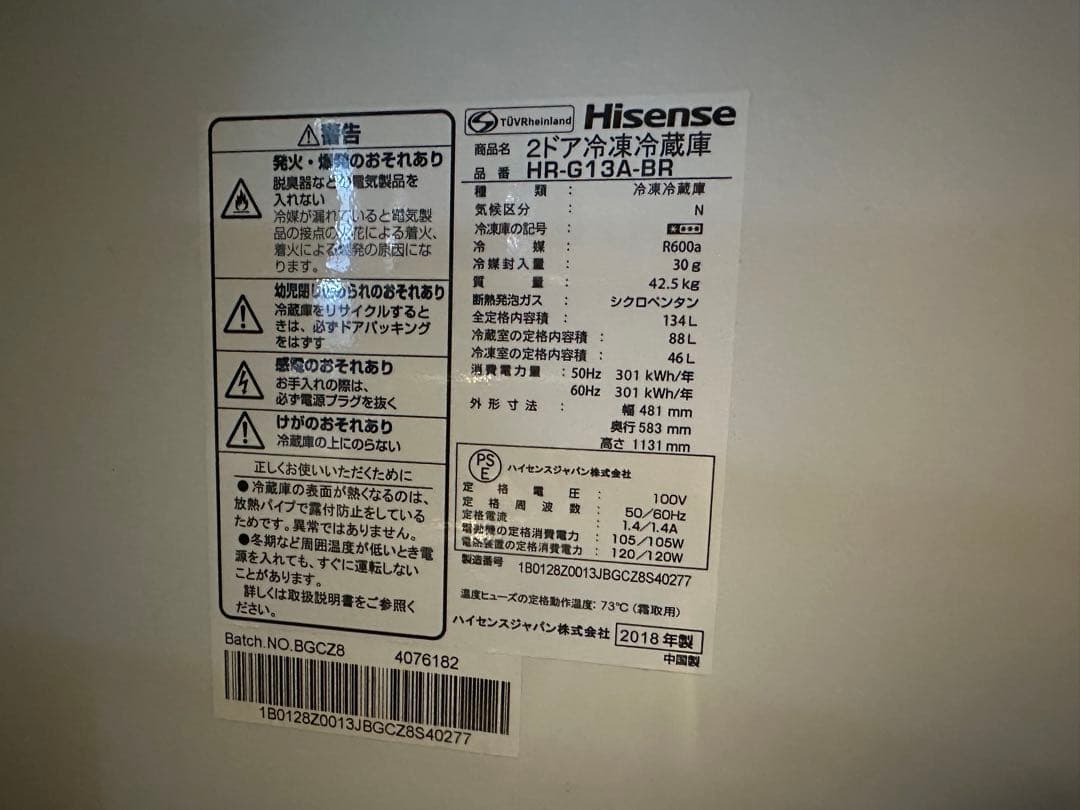 ⚠警告
発火・爆発のおそれあり
脱臭器などの電気製品を
入れない
冷媒が漏れていると電気製
品の接点の火花による着火、
着火による爆発の原因にな
ります。
幼児閉じ込められのおそれあり
冷蔵庫をリサイクルすると
きは、必ずドアパッキング
をはずす
感電のおそれあり
お手入れの際は、
必ず電源プラグを抜く
けがのおそれあり
冷蔵庫の上にのらない
正しくお使いいただくために
●冷蔵庫の表面が熱くなるのは、
放熱パイプで露付防止をしている
ためです。異常ではありません。
●冬期など周囲温度が低いとき電
源を入れても、すぐに運転しない
ことがあります。
詳しくは取扱説明書をご参照く
ださい。
TÜVRheinland Hisense
商品名 2ドア冷凍冷蔵庫
品番 HR-G13A-BR
種類 : 冷凍冷蔵庫
気候区分 : N
冷凍庫の記号 :
冷媒 : R600a
冷媒封入量 : 30g
質量 : 42.5kg
断熱発泡ガス : シクロペンタン
全定格内容積 : 134L
冷蔵室の定格内容積 : 88L
冷凍室の定格内容積 : 46L
消費電力量 : 50Hz 301 kWh/年
60Hz 301 kWh/年
外形寸法 : 幅 481 mm
奥行 583 mm
高さ 1131 mm
PSE ハイセンスジャパン株式会社
定格電圧 : 100V
定格周波数 : 50/60Hz
定格電流 : 1.4/1.4A
電動機の定格消費電力 : 105/105W
電熱装置の定格消費電力 : 120/120W
製造番号 1B0128Z0013JBGCZ8S40277
温度ヒューズの定格動作温度: 73℃(霜取用)
ハイセンスジャパン株式会社 2018年製
中国製
Batch.NO.BGCZ8 4076182
1B0128Z0013JBGCZ8S40277